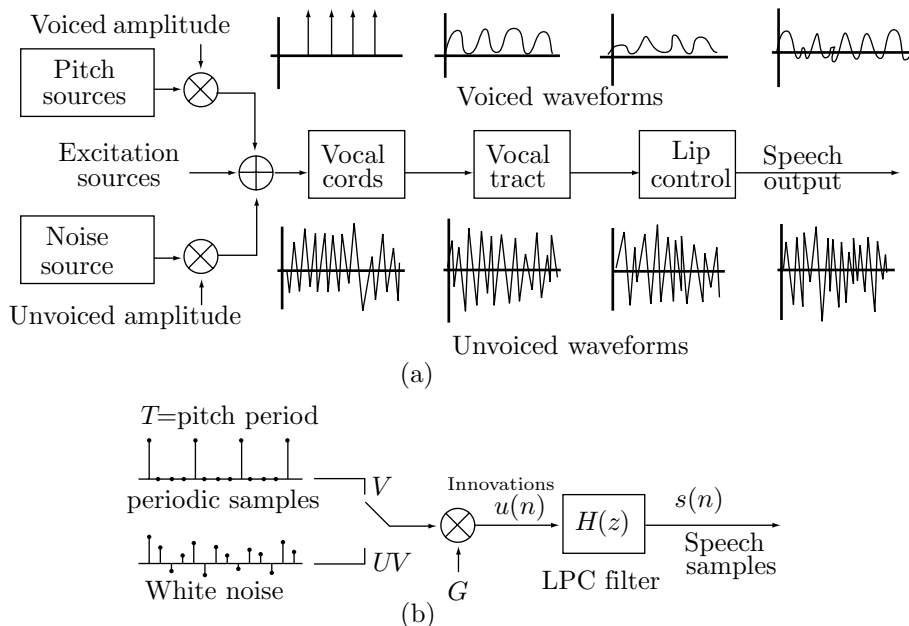 Voiced amplitude
Pitch
sources
Voiced waveforms
Excitation
sources
Vocal
cords
Vocal
tract
Lip
control
Speech
output
Noise
source
Unvoiced amplitude
Unvoiced waveforms
(a)
T=pitch period
periodic samples
V
Innovations
u(n)
H(z)
s(n)
Speech
samples
UV
White noise
G
LPC filter
(b)